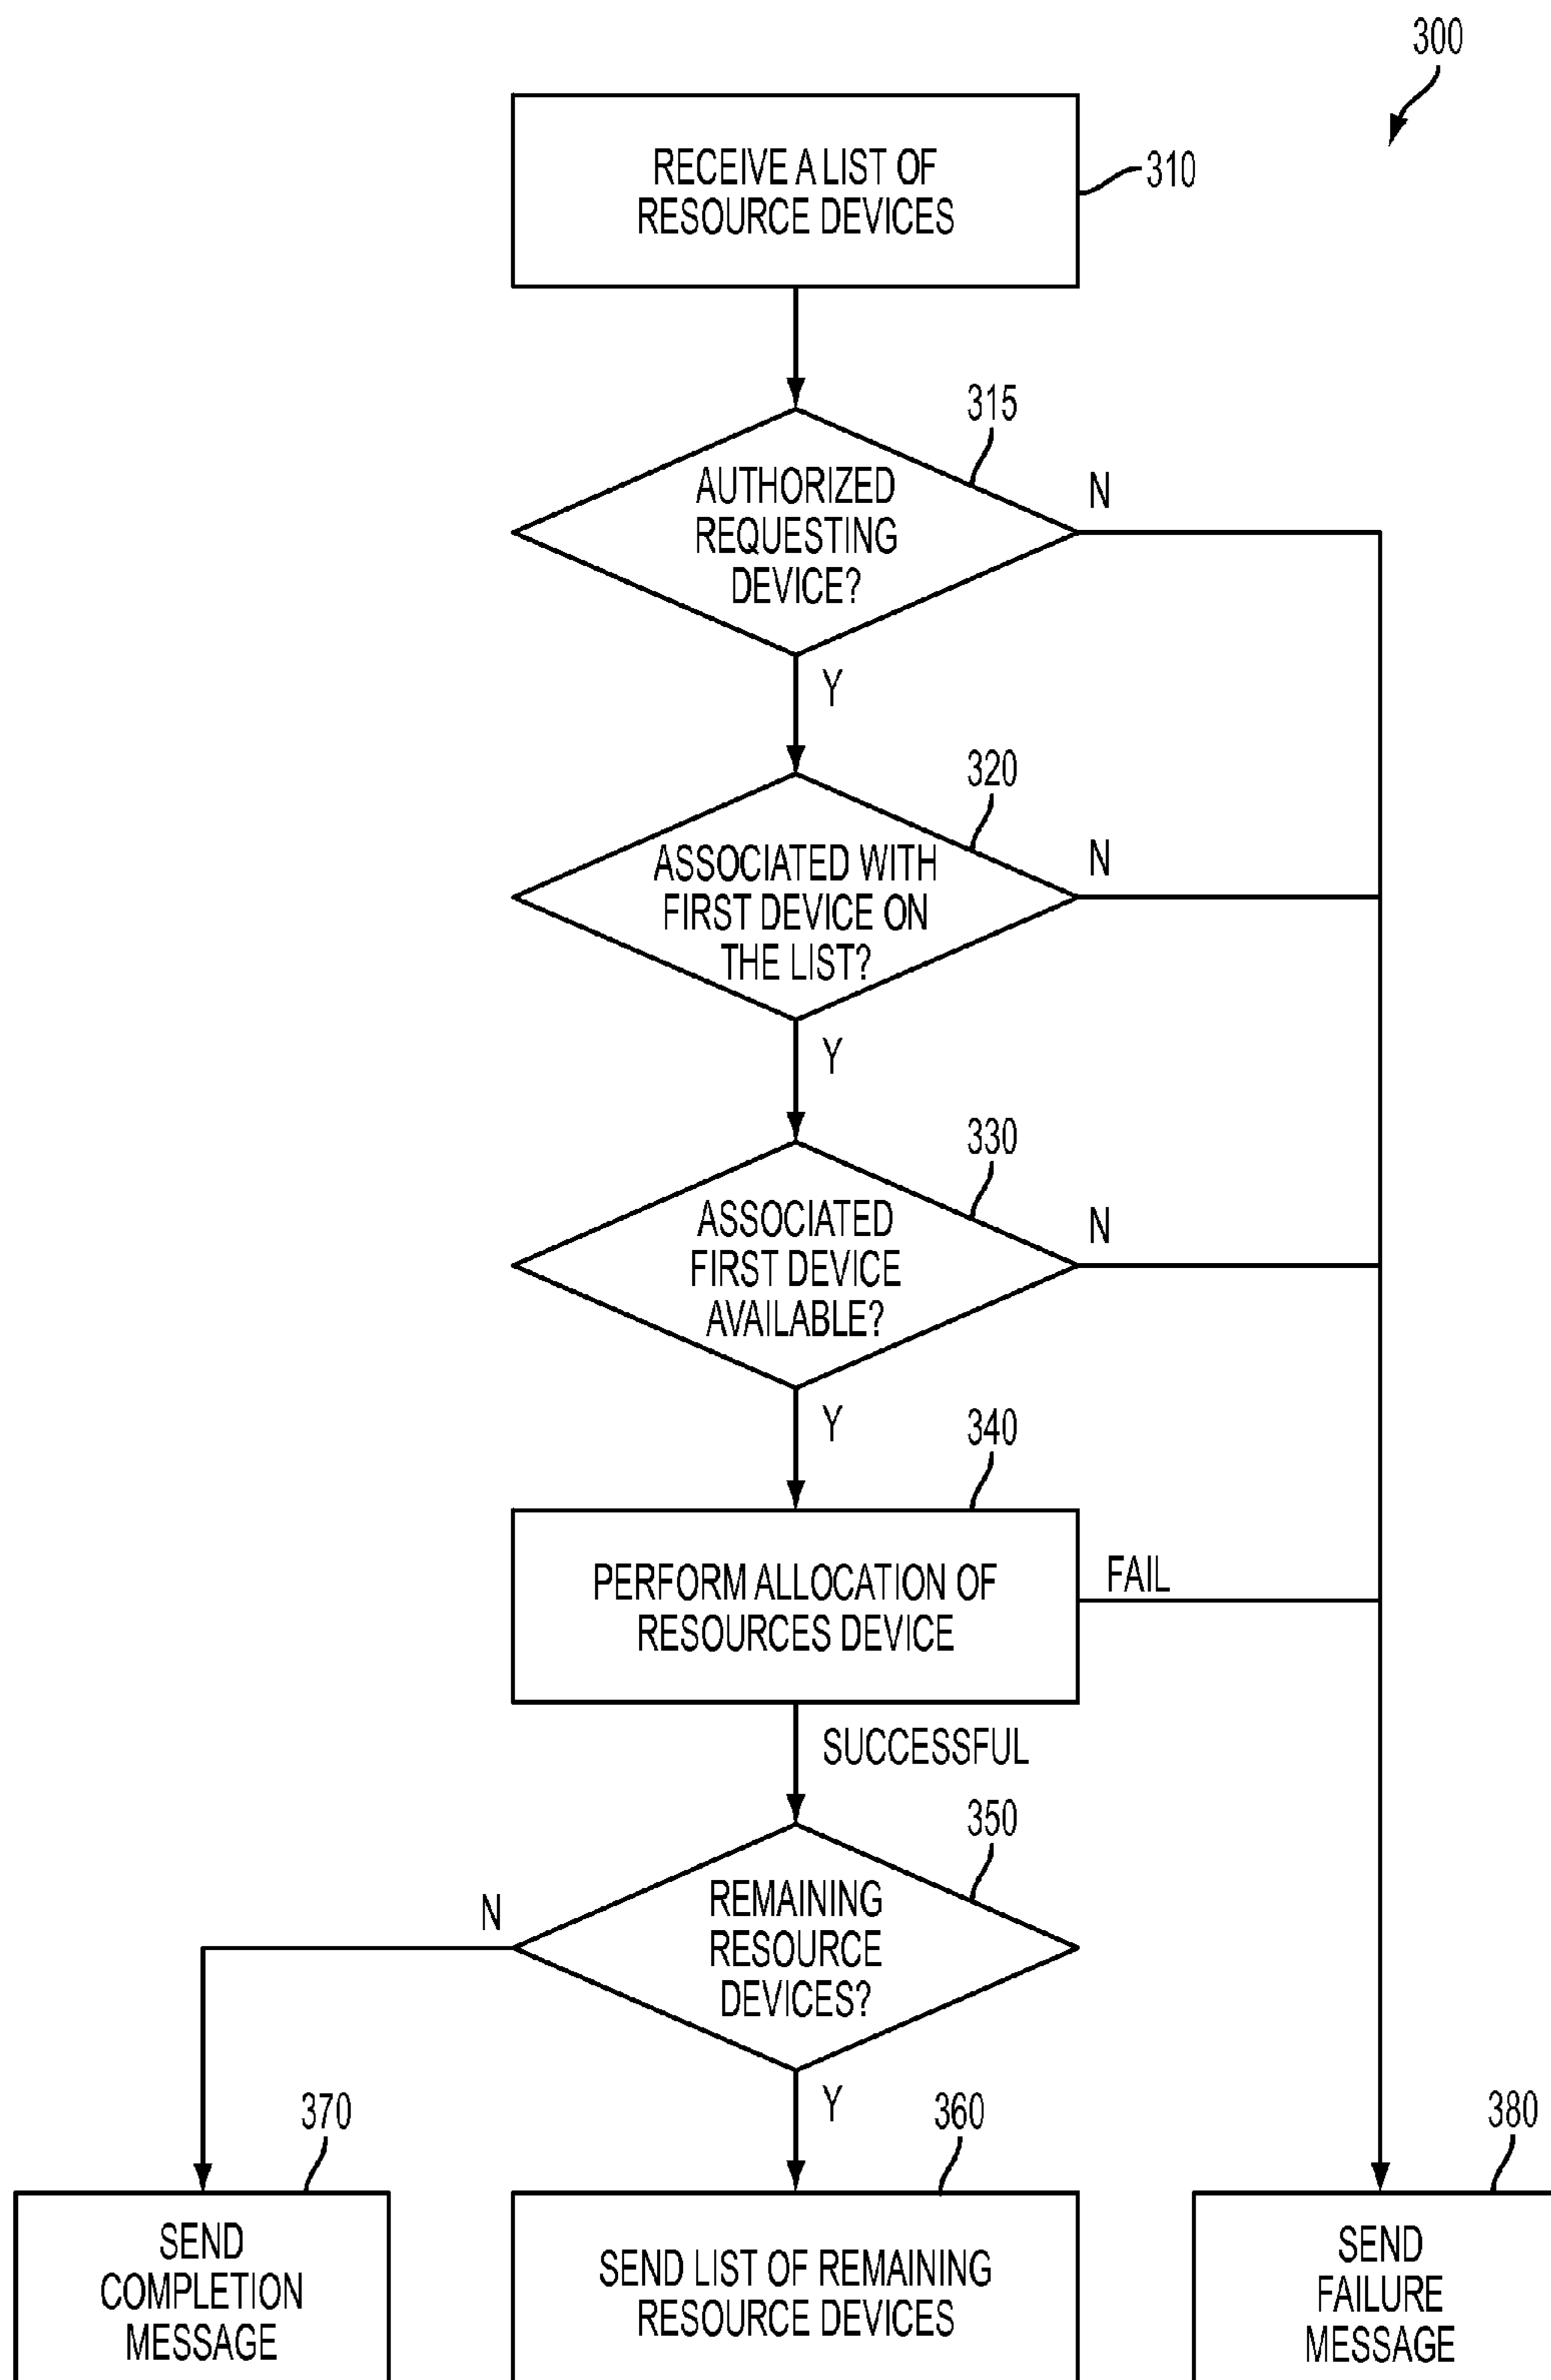 300
RECEIVE A LIST OF
RESOURCE DEVICES
310
315
AUTHORIZED
REQUESTING
DEVICE?
N
Y
320
ASSOCIATED WITH
FIRST DEVICE ON
THE LIST?
N
Y
330
ASSOCIATED
FIRST DEVICE
AVAILABLE?
N
Y
340
PERFORM ALLOCATION OF
RESOURCES DEVICE
FAIL
SUCCESSFUL
350
REMAINING
RESOURCE
DEVICES?
N
Y
370
SEND
COMPLETION
MESSAGE
360
SEND LIST OF REMAINING
RESOURCE DEVICES
380
SEND
FAILURE
MESSAGE